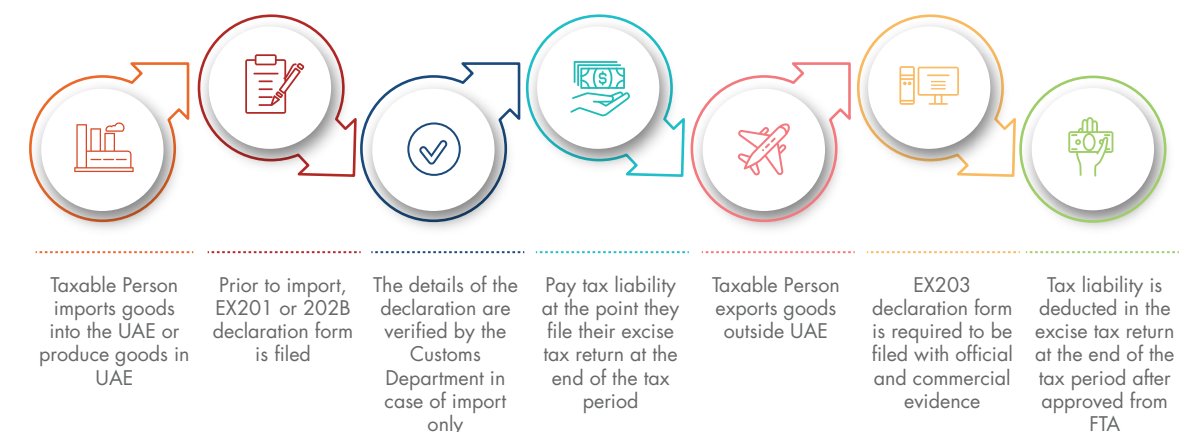 Taxable Person
imports goods
into the UAE or
produce goods in
UAE
Prior to import,
EX201 or 202B
declaration form
is filed
The details of the
declaration are
verified by the
Customs
Department in
case of import
only
Pay tax liability
at the point they
file their excise
tax return at the
end of the tax
period
Taxable Person
exports goods
outside UAE
EX203
declaration form
is required to be
filed with official
and commercial
evidence
Tax liability is
deducted in the
excise tax return
at the end of the
tax period after
approved from
FTA